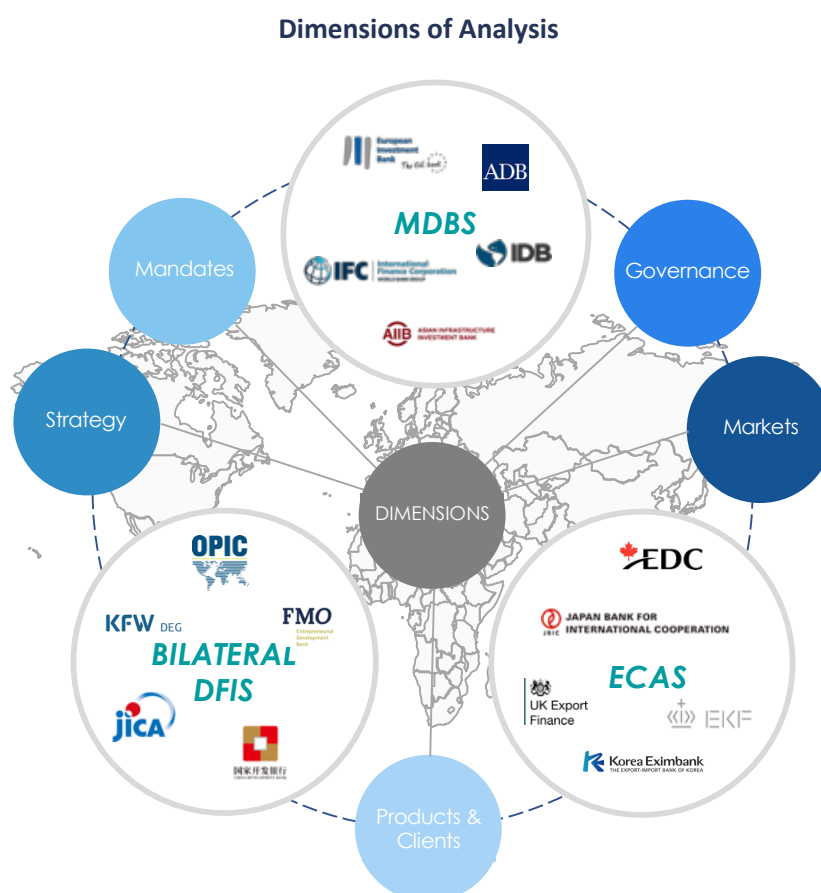 Dimensions of Analysis
European
Investment
Bank
The EU bank
ADB
MDBS
IDB
IFC
International
Finance Corporation
WORLD BANK GROUP
AIIB
ASIAN INFRASTRUCTURE
INVESTMENT BANK
Mandates
Governance
Strategy
Markets
DIMENSIONS
OPIC
KFW DEG
FMO
Entrepreneurial
Development
Bank
BILATERAL
DFIS
jica
国家开发银行
CHINA DEVELOPMENT BANK
EDC
JBIC
JAPAN BANK FOR
INTERNATIONAL COOPERATION
ECAS
UK Export
Finance
EKF
Korea Eximbank
THE EXPORT-IMPORT BANK OF KOREA
Products &
Clients